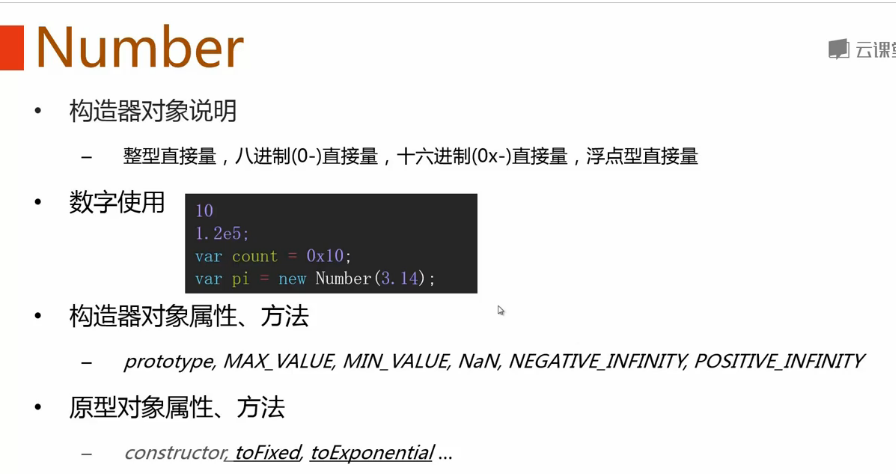 Number
云课堂
• 构造器对象说明
– 整型直接量，八进制(0-)直接量，十六进制(0x-)直接量，浮点型直接量
• 数字使用
10
1.2e5;
var count = 0x10;
var pi = new Number(3.14);
• 构造器对象属性、方法
– prototype, MAX_VALUE, MIN_VALUE, NaN, NEGATIVE_INFINITY, POSITIVE_INFINITY
• 原型对象属性、方法
– constructor, toFixed, toExponential ...